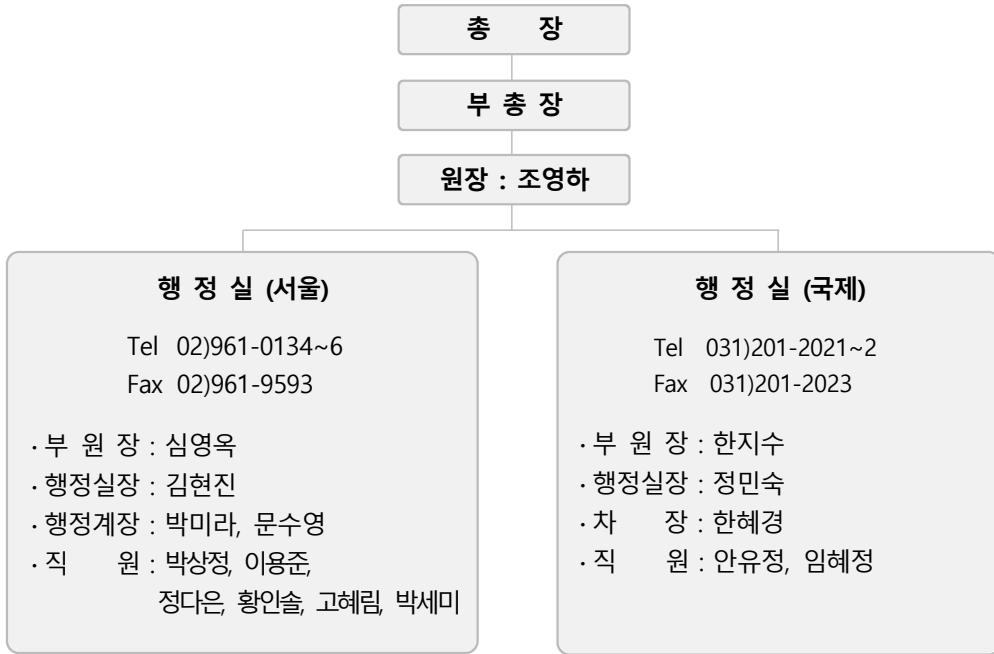 총 장
부 총 장
원장 : 조영하
행 정 실 (서울)
Tel 02)961-0134~6
Fax 02)961-9593
· 부 원 장 : 심영옥
· 행정실장 : 김현진
· 행정계장 : 박미라, 문수영
· 직 원 : 박상정, 이용준,
정다은, 황인솔, 고혜림, 박세미
행 정 실 (국제)
Tel 031)201-2021~2
Fax 031)201-2023
· 부 원 장 : 한지수
· 행정실장 : 정민숙
· 차 장 : 한혜경
· 직 원 : 안유정, 임혜정